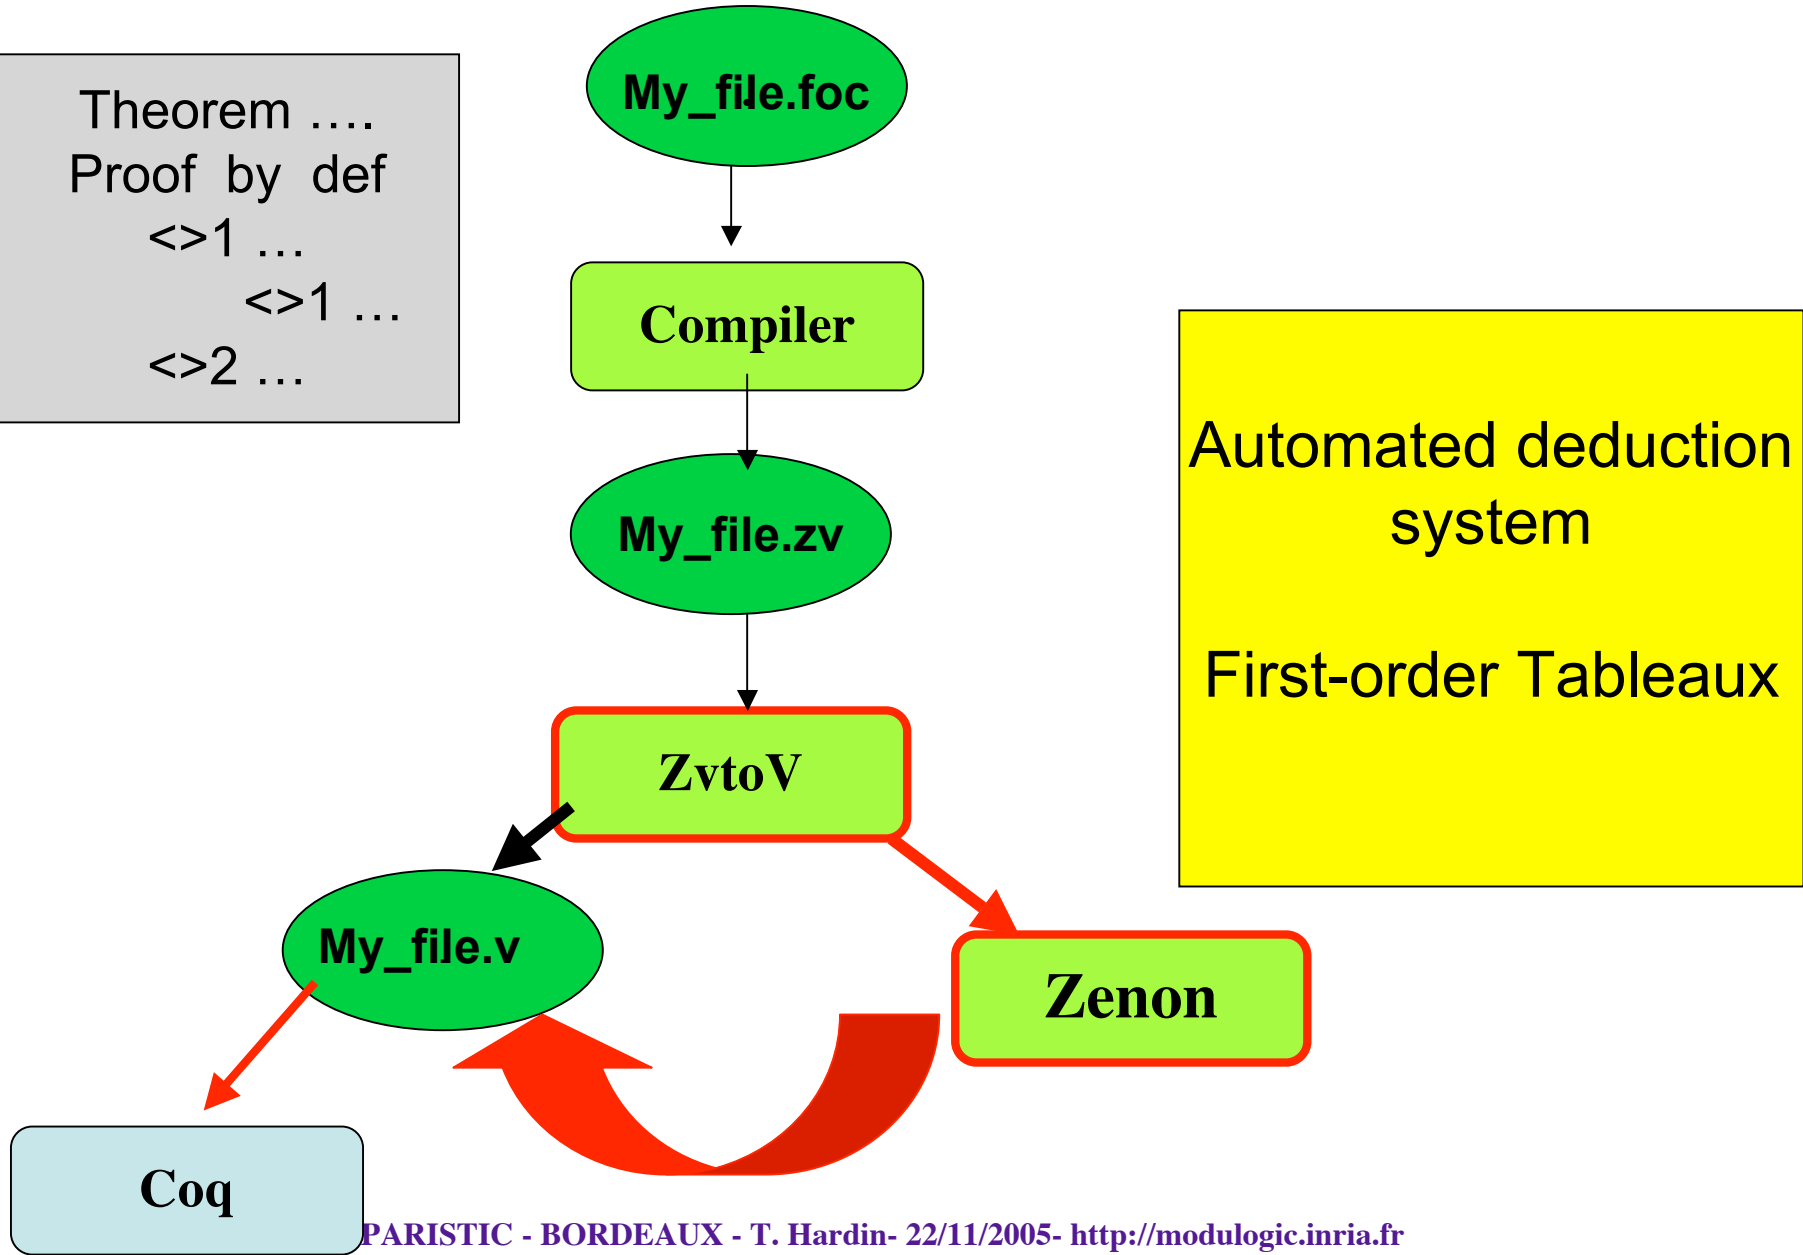 Theorem ….
Proof by def
<>1 …
<>1 …
<>2 …
My_file.foc
Compiler
My_file.zv
ZvtoV
My_file.v
Zenon
Coq
Automated deduction
system
First-order Tableaux
PARISTIC - BORDEAUX - T. Hardin- 22/11/2005- http://modulogic.inria.fr